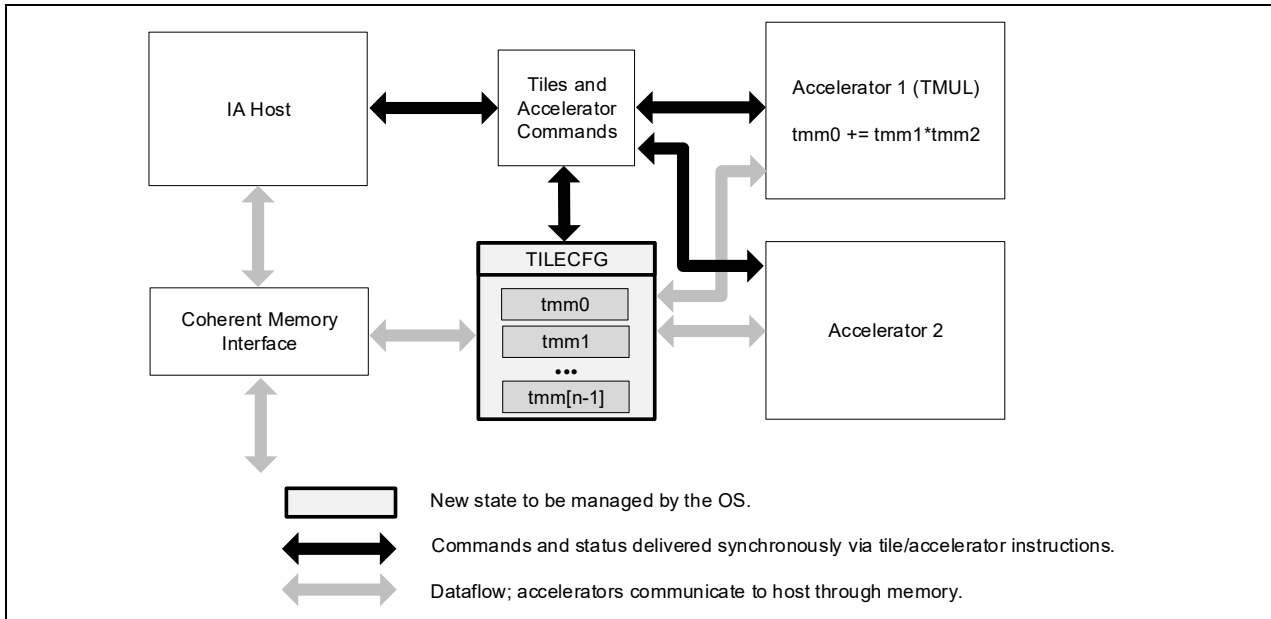 IA Host
Tiles and
Accelerator
Commands
Accelerator 1 (TMUL)
tmm0 += tmm1*tmm2
TILECFG
tmm0
tmm1
•••
tmm[n-1]
Coherent Memory
Interface
Accelerator 2
New state to be managed by the OS.
Commands and status delivered synchronously via tile/accelerator instructions.
Dataflow; accelerators communicate to host through memory.